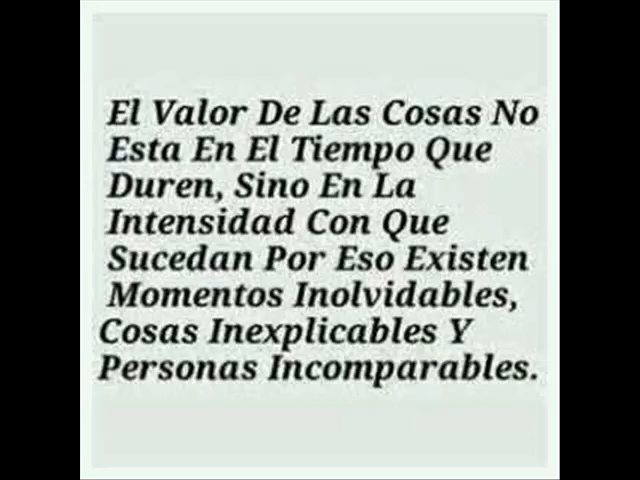 El Valor De Las Cosas No
Esta En El Tiempo Que
Duren, Sino En La
Intensidad Con Que
Sucedan Por Eso Existen
Momentos Inolvidables,
Cosas Inexplicables Y
Personas Incomparables.